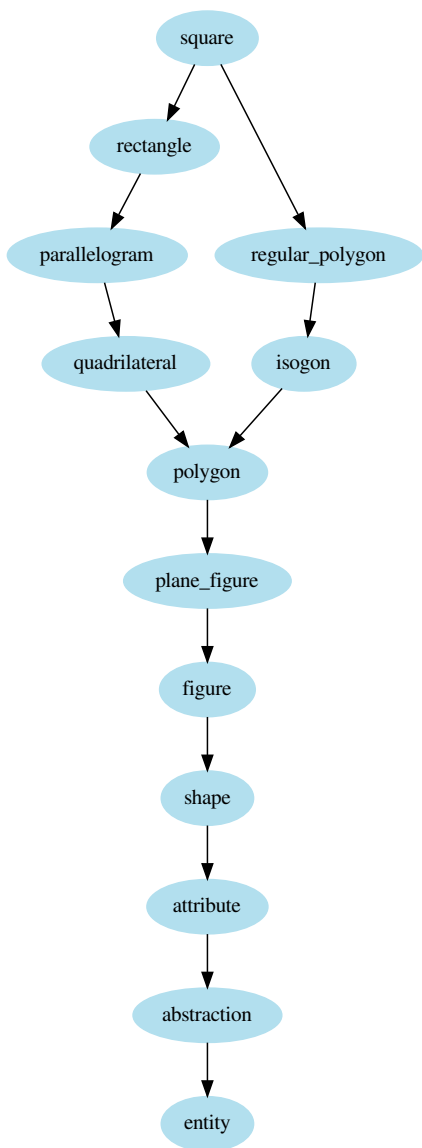 square
rectangle
parallelogram
regular_polygon
quadrilateral
isogon
polygon
plane_figure
figure
shape
attribute
abstraction
entity